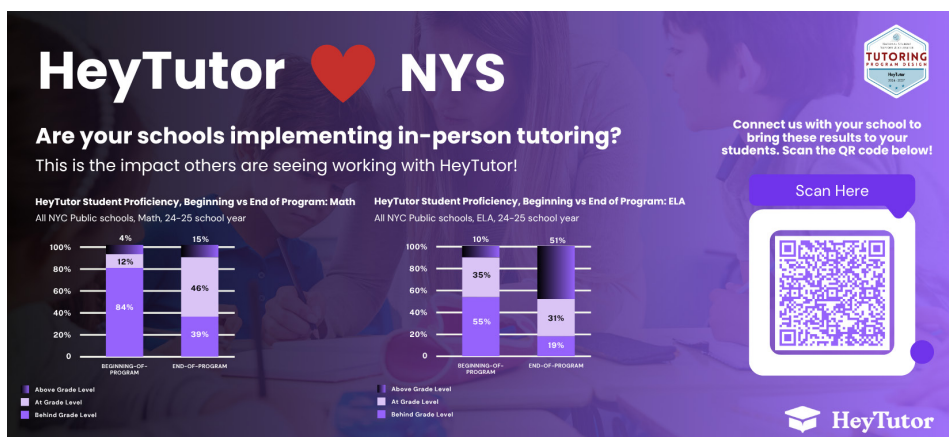 HeyTutor ❤ NYS
TUTORING
PROGRAM DESIGN
HeyTutor
Are your schools implementing in-person tutoring?
This is the impact others are seeing working with HeyTutor!
Connect us with your school to
bring these results to your
students. Scan the QR code below!
Scan Here
HeyTutor Student Proficiency, Beginning vs End of Program: Math
All NYC Public schools, Math, 24-25 school year
4% 15%
100%
12%
80%
46%
60%
84%
40%
39%
20%
0
BEGINNING-OF-PROGRAM END-OF-PROGRAM
Above Grade Level
At Grade Level
Behind Grade Level
HeyTutor Student Proficiency, Beginning vs End of Program: ELA
All NYC Public schools, ELA, 24-25 school year
10% 51%
100%
35%
80%
60%
55%
31%
40%
19%
20%
0
BEGINNING-OF-PROGRAM END-OF-PROGRAM
Above Grade Level
At Grade Level
Behind Grade Level
HeyTutor